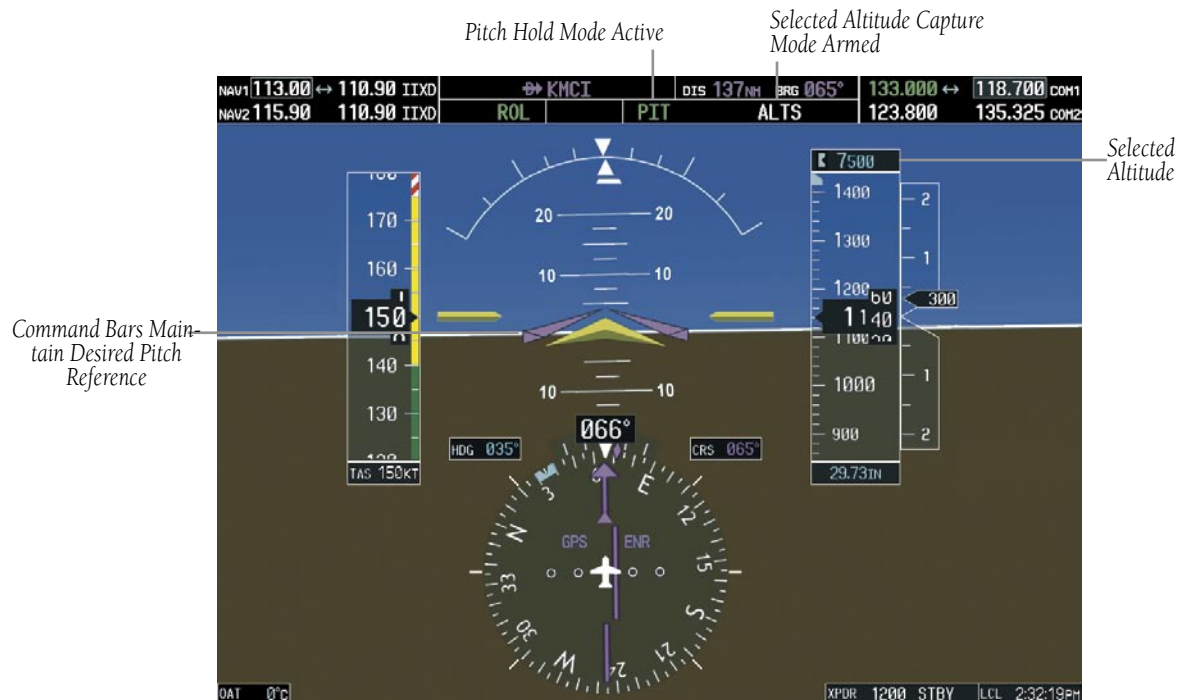 Pitch Hold Mode Active
Selected Altitude Capture
Mode Armed
NAV1 113.00 ↔ 110.90 IIXD
NAV2 115.90 110.90 IIXD
KMCI DIS 137NM BRG 065°
ROL PIT ALTS
133.000 ↔ 118.700 COM1
123.800 135.325 COM2
Selected
Altitude
7500
170
160
150
140
130
TAS 150KT
20 20
10 10
10 10
1400
1300
1200
60
1140
1100
1000
900
29.73IN
2
1
300
1
2
Command Bars Main-
tain Desired Pitch
Reference
066°
HDG 035°
CRS 065°
N 3 6 E 12 15 S 21 24 W 30 33
GPS ENR
OAT 0°C
XPDR 1200 STBY LCL 2:32:19PM